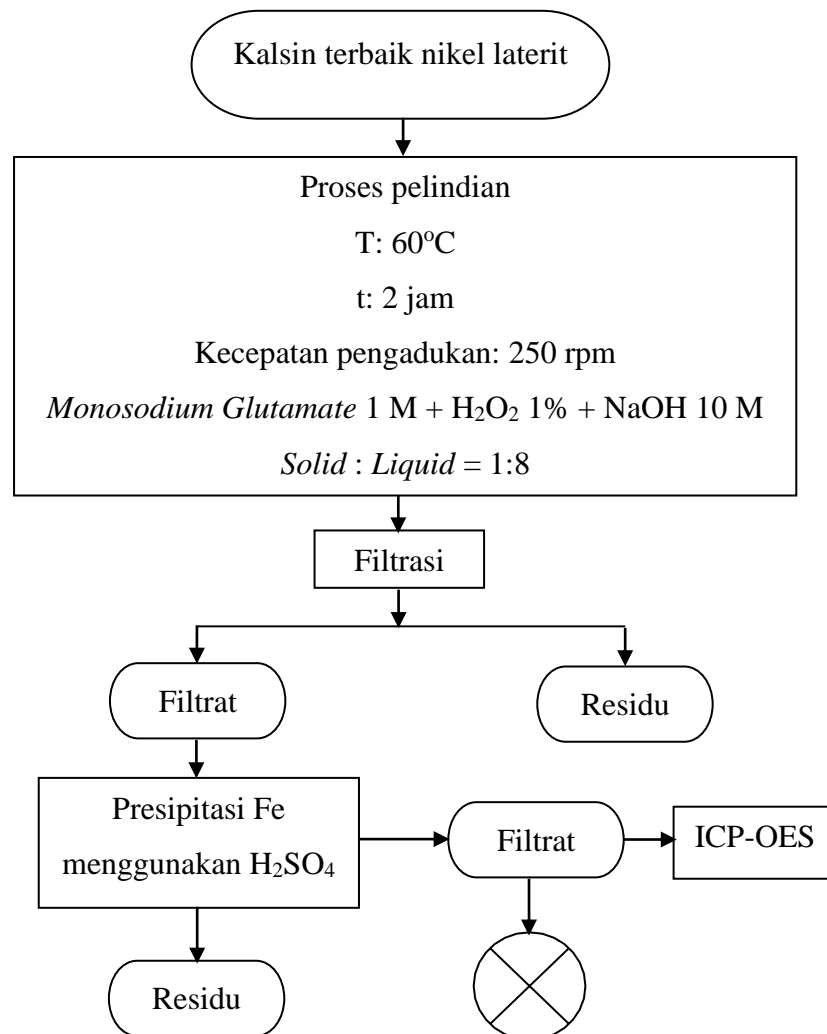 Kalsin terbaik nikel laterit
Proses pelindian
T: 60°C
t: 2 jam
Kecepatan pengadukan: 250 rpm
Monosodium Glutamate 1 M + H₂O₂ 1% + NaOH 10 M
Solid : Liquid = 1:8
Filtrasi
Filtrat
Residu
Presipitasi Fe
menggunakan H₂SO₄
Filtrat
ICP-OES
Residu